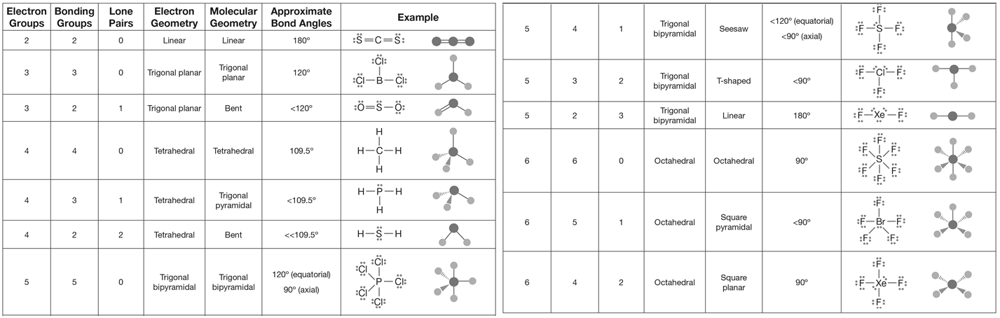 Electron Groups Bonding Groups Lone Pairs Electron Geometry Molecular Geometry Approximate Bond Angles Example
2 2 0 Linear Linear 180° S=C=S
3 3 0 Trigonal planar Trigonal planar 120°
Cl
Cl—B—Cl
3 2 1 Trigonal planar Bent <120° O=S—O
4 4 0 Tetrahedral Tetrahedral 109.5°
H
H—C—H
H
4 3 1 Tetrahedral Trigonal pyramidal <109.5°
H—P—H
H
4 2 2 Tetrahedral Bent <<109.5° H—S—H
5 5 0 Trigonal bipyramidal Trigonal bipyramidal 120° (equatorial)
90° (axial)
Cl Cl
P—Cl
Cl Cl
5 4 1 Trigonal bipyramidal Seesaw <120° (equatorial)
<90° (axial)
F
F—S—F
F
5 3 2 Trigonal bipyramidal T-shaped <90°
F—Cl—F
F
5 2 3 Trigonal bipyramidal Linear 180° F—Xe—F
6 6 0 Octahedral Octahedral 90°
F
F F
S
F F
F
6 5 1 Octahedral Square pyramidal <90°
F
F—Br—F
F F
6 4 2 Octahedral Square planar 90°
F
F—Xe—F
F